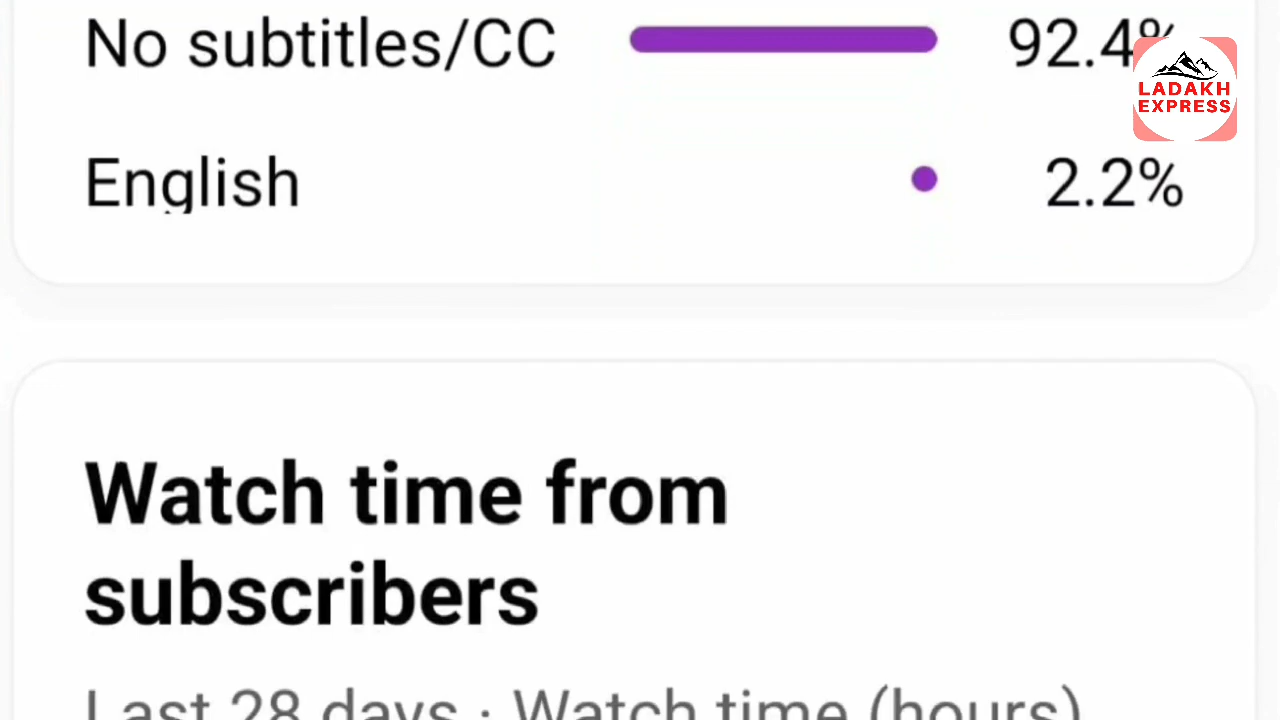 No subtitles/CC 92.4%
LADAKH
EXPRESS
English 2.2%
Watch time from
subscribers
Last 28 days · Watch time (hours)